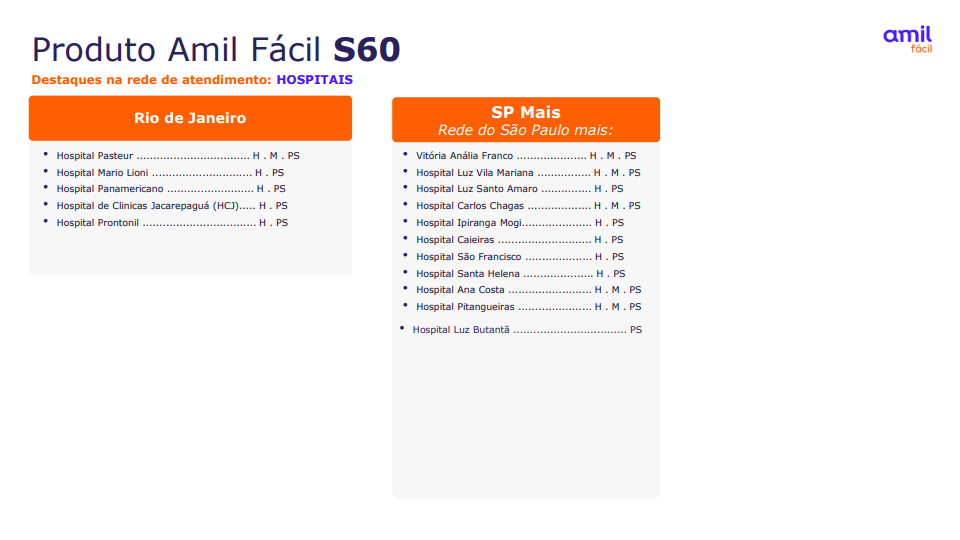 Produto Amil Fácil S60
amil
fácil
Destaques na rede de atendimento: HOSPITAIS
Rio de Janeiro
• Hospital Pasteur .................................. H . M . PS
• Hospital Mario Lioni .............................. H . PS
• Hospital Panamericano .......................... H . PS
• Hospital de Clinicas Jacarepaguá (HCJ)..... H . PS
• Hospital Prontonil .................................. H . PS
SP Mais
Rede do São Paulo mais:
• Vitória Anália Franco ..................... H . M . PS
• Hospital Luz Vila Mariana ................ H . M . PS
• Hospital Luz Santo Amaro ............... H . PS
• Hospital Carlos Chagas ................... H . M . PS
• Hospital Ipiranga Mogi..................... H . PS
• Hospital Caieiras ............................ H . PS
• Hospital São Francisco .................... H . PS
• Hospital Santa Helena ..................... H . PS
• Hospital Ana Costa ......................... H . M . PS
• Hospital Pitangueiras ...................... H . M . PS
• Hospital Luz Butantã .................................. PS